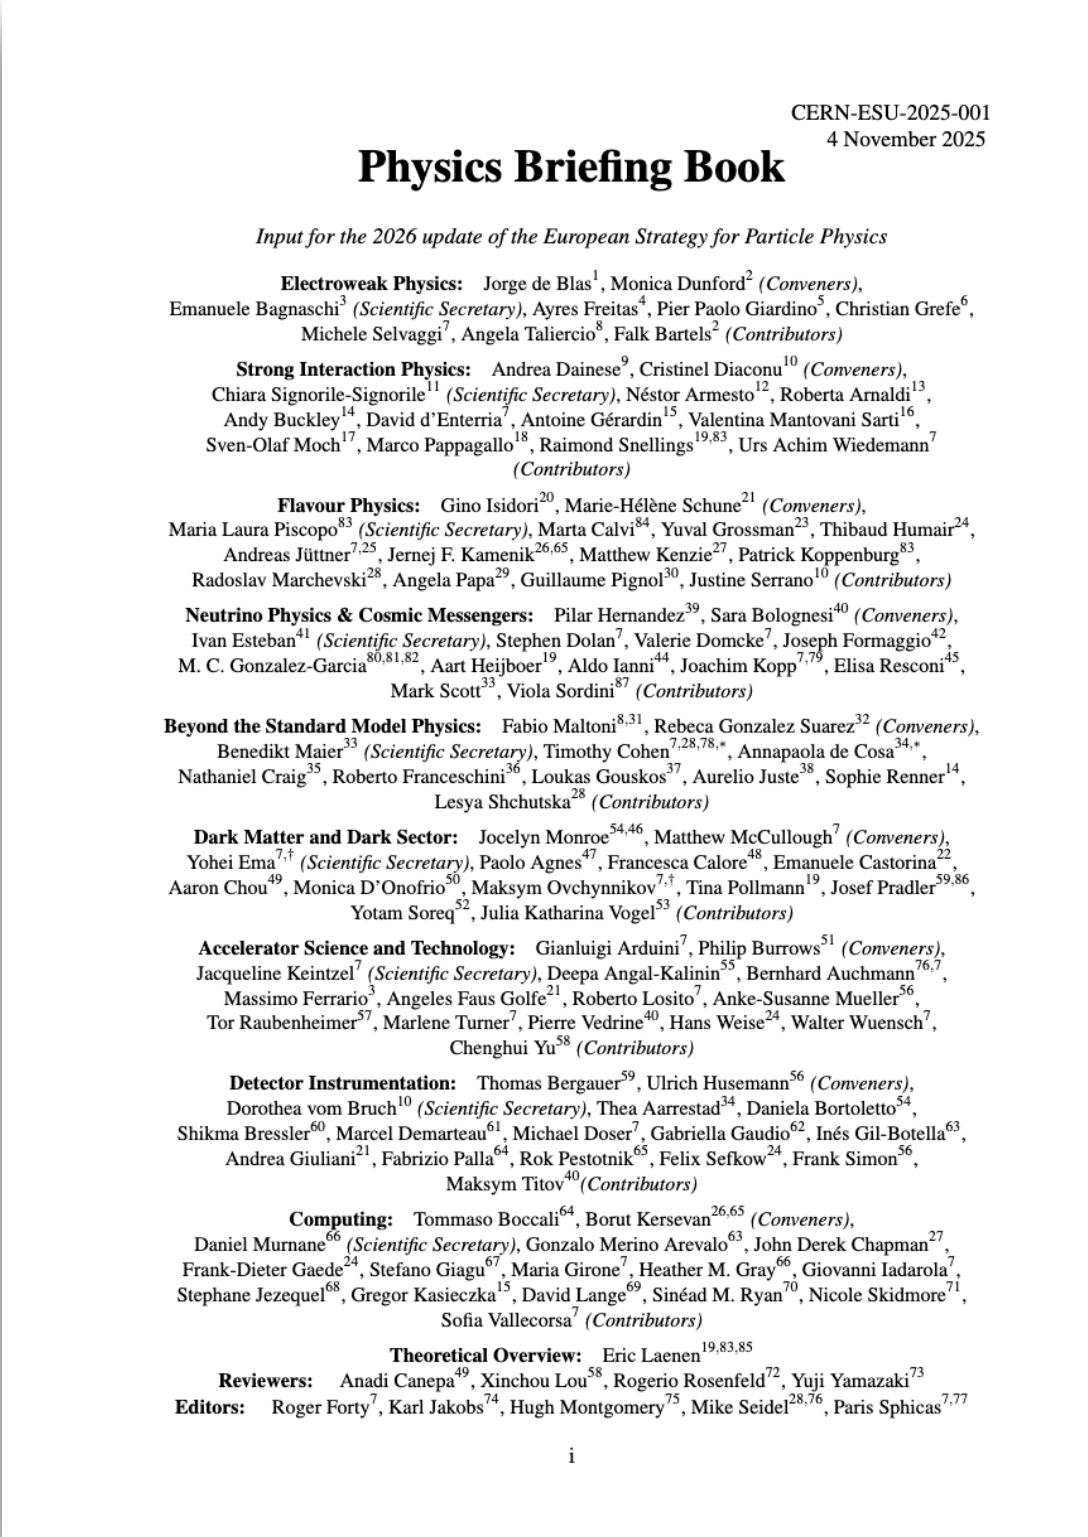 CERN-ESU-2025-001
4 November 2025
Physics Briefing Book
Input for the 2026 update of the European Strategy for Particle Physics
Electroweak Physics: Jorge de Blas1, Monica Dunford2 (Conveners),
Emanuele Bagnaschi3 (Scientific Secretary), Ayres Freitas4, Pier Paolo Giardino5, Christian Grefe6,
Michele Selvaggi7, Angela Taliercio8, Falk Bartels2 (Contributors)
Strong Interaction Physics: Andrea Dainese9, Cristinel Diaconu10 (Conveners),
Chiara Signorile-Signorile11 (Scientific Secretary), Néstor Armesto12, Roberta Arnaldi13,
Andy Buckley14, David d'Enterria7, Antoine Gérardin15, Valentina Mantovani Sarti16,
Sven-Olaf Moch17, Marco Pappagallo18, Raimond Snellings19,83, Urs Achim Wiedemann7
(Contributors)
Flavour Physics: Gino Isidori20, Marie-Hélène Schune21 (Conveners),
Maria Laura Piscopo83 (Scientific Secretary), Marta Calvi84, Yuval Grossman23, Thibaud Humair24,
Andreas Jüttner7,25, Jernej F. Kamenik26,65, Matthew Kenzie27, Patrick Koppenburg83,
Radoslav Marchevski28, Angela Papa29, Guillaume Pignol30, Justine Serrano10 (Contributors)
Neutrino Physics & Cosmic Messengers: Pilar Hernandez39, Sara Bolognesi40 (Conveners),
Ivan Esteban41 (Scientific Secretary), Stephen Dolan7, Valerie Domcke7, Joseph Formaggio42,
M. C. Gonzalez-Garcia80,81,82, Aart Heijboer19, Aldo Ianni44, Joachim Kopp7,79, Elisa Resconi45,
Mark Scott33, Viola Sordini87 (Contributors)
Beyond the Standard Model Physics: Fabio Maltoni8,31, Rebeca Gonzalez Suarez32 (Conveners),
Benedikt Maier33 (Scientific Secretary), Timothy Cohen7,28,78,*, Annapaola de Cosa34,*,
Nathaniel Craig35, Roberto Franceschini36, Loukas Gouskos37, Aurelio Juste38, Sophie Renner14,
Lesya Shchutska28 (Contributors)
Dark Matter and Dark Sector: Jocelyn Monroe54,46, Matthew McCullough7 (Conveners),
Yohei Ema7,† (Scientific Secretary), Paolo Agnes47, Francesca Calore48, Emanuele Castorina22,
Aaron Chou49, Monica D'Onofrio50, Maksym Ovchynnikov7,†, Tina Pollmann19, Josef Pradler59,86,
Yotam Soreq52, Julia Katharina Vogel53 (Contributors)
Accelerator Science and Technology: Gianluigi Arduini7, Philip Burrows51 (Conveners),
Jacqueline Keintzel7 (Scientific Secretary), Deepa Angal-Kalinin55, Bernhard Auchmann76,7,
Massimo Ferrario3, Angeles Faus Golfe21, Roberto Losito7, Anke-Susanne Mueller56,
Tor Raubenheimer57, Marlene Turner7, Pierre Vedrine40, Hans Weise24, Walter Wuensch7,
Chenghui Yu58 (Contributors)
Detector Instrumentation: Thomas Bergauer59, Ulrich Husemann56 (Conveners),
Dorothea vom Bruch10 (Scientific Secretary), Thea Aarrestad34, Daniela Bortoletto54,
Shikma Bressler60, Marcel Demarteau61, Michael Doser7, Gabriella Gaudio62, Inés Gil-Botella63,
Andrea Giuliani21, Fabrizio Palla64, Rok Pestotnik65, Felix Sefkow24, Frank Simon56,
Maksym Titov40(Contributors)
Computing: Tommaso Boccali64, Borut Kersevan26,65 (Conveners),
Daniel Murnane66 (Scientific Secretary), Gonzalo Merino Arevalo63, John Derek Chapman27,
Frank-Dieter Gaede24, Stefano Giagu67, Maria Girone7, Heather M. Gray66, Giovanni Iadarola7,
Stephane Jezequel68, Gregor Kasieczka15, David Lange69, Sinéad M. Ryan70, Nicole Skidmore71,
Sofia Vallecorsa7 (Contributors)
Theoretical Overview: Eric Laenen19,83,85
Reviewers: Anadi Canepa49, Xinchou Lou58, Rogerio Rosenfeld72, Yuji Yamazaki73
Editors: Roger Forty7, Karl Jakobs74, Hugh Montgomery75, Mike Seidel28,76, Paris Sphicas7,77
i